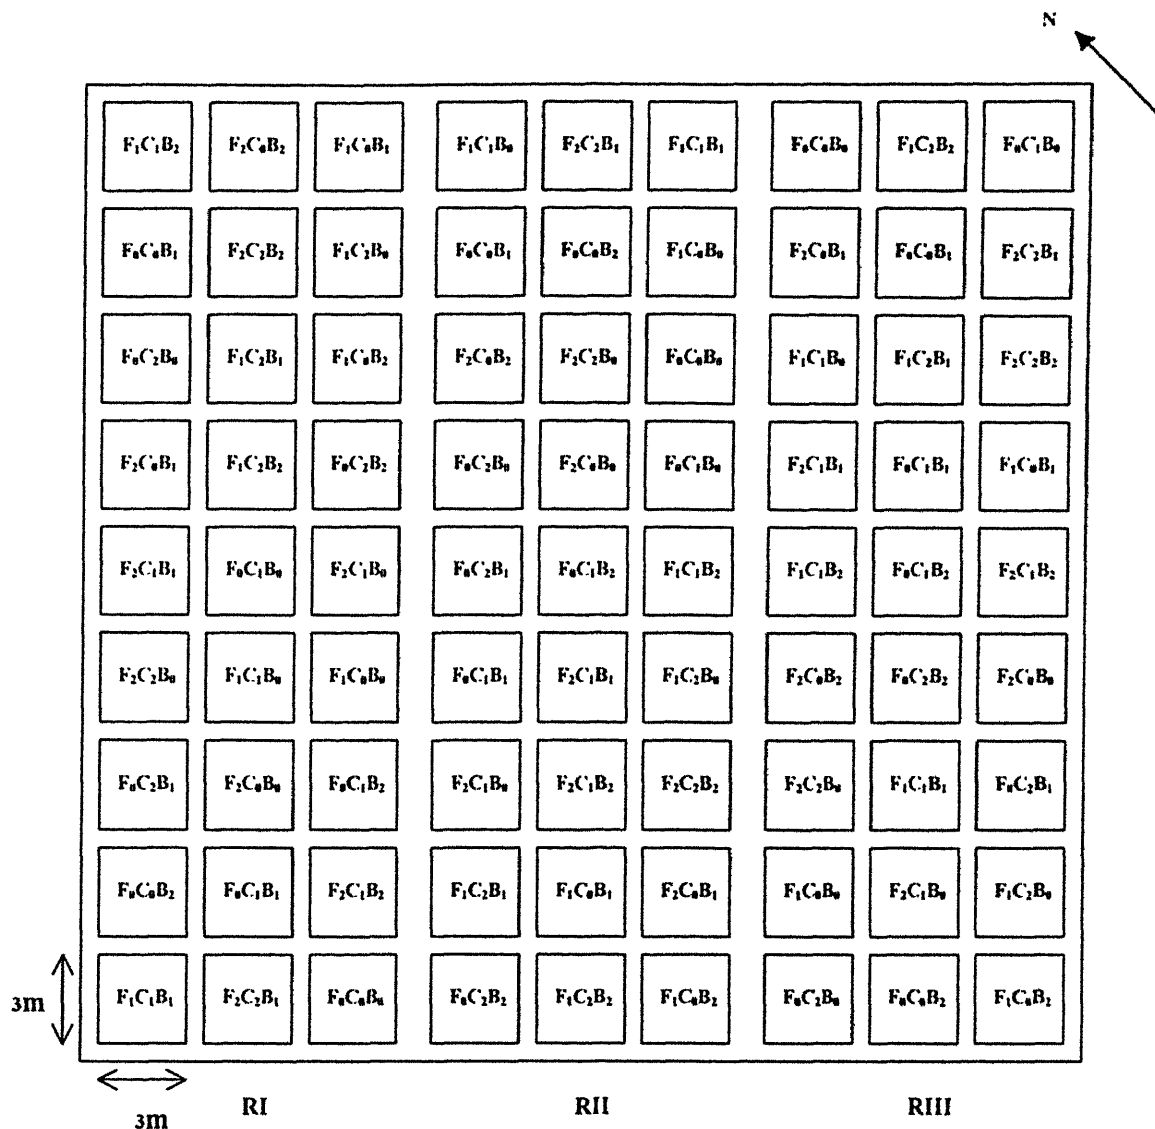 N
F₁C₁B₂ F₂C₀B₂ F₁C₀B₁ F₁C₁B₀ F₂C₂B₁ F₁C₁B₁ F₀C₀B₀ F₁C₂B₂ F₀C₁B₀
F₀C₀B₁ F₂C₂B₂ F₁C₂B₀ F₀C₀B₁ F₀C₀B₂ F₁C₀B₀ F₂C₀B₁ F₀C₀B₁ F₂C₂B₁
F₀C₂B₀ F₁C₂B₁ F₁C₀B₂ F₂C₀B₂ F₂C₂B₀ F₀C₀B₀ F₁C₁B₀ F₁C₂B₁ F₂C₂B₂
F₂C₀B₁ F₁C₂B₂ F₀C₂B₂ F₀C₂B₀ F₂C₀B₀ F₀C₁B₀ F₂C₁B₁ F₀C₁B₁ F₁C₀B₁
F₂C₁B₁ F₀C₁B₀ F₂C₁B₀ F₀C₂B₁ F₀C₁B₂ F₁C₁B₂ F₁C₁B₂ F₀C₁B₂ F₂C₁B₂
F₂C₂B₀ F₁C₁B₀ F₁C₀B₀ F₀C₁B₁ F₂C₁B₁ F₁C₂B₀ F₂C₀B₂ F₀C₂B₂ F₂C₀B₀
F₀C₂B₁ F₂C₀B₀ F₀C₁B₂ F₂C₁B₀ F₂C₁B₂ F₂C₂B₂ F₂C₂B₀ F₁C₁B₁ F₀C₂B₁
F₀C₀B₂ F₀C₁B₁ F₂C₁B₂ F₁C₂B₁ F₁C₀B₁ F₂C₀B₁ F₁C₀B₀ F₂C₁B₀ F₁C₂B₀
3m F₁C₁B₁ F₂C₂B₁ F₀C₀B₀ F₀C₂B₂ F₁C₂B₂ F₁C₀B₂ F₀C₂B₀ F₀C₀B₂ F₁C₀B₂
3m RI RII RIII